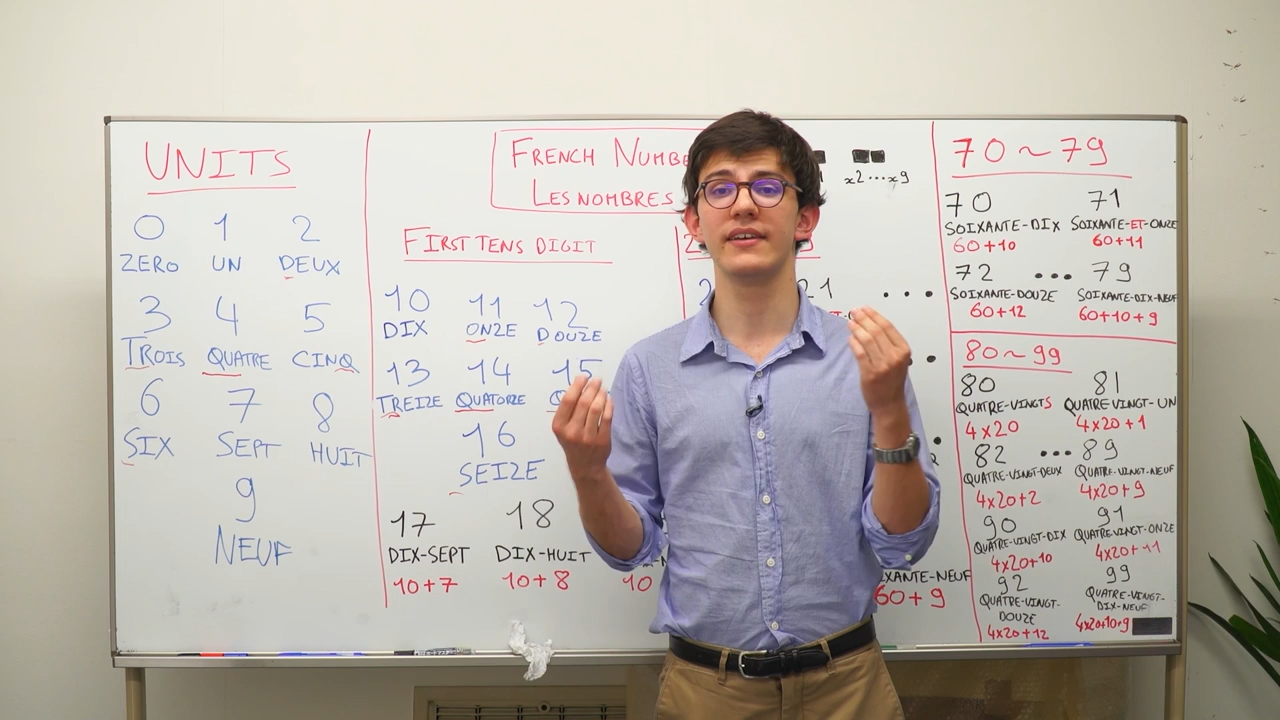 UNITS
0 1 2
ZERO UN DEUX
3 4 5
TROIS QUATRE CINQ
6 7 8
SIX SEPT HUIT
9
NEUF
FRENCH
LES NOMBRES
FIRST TENS DIGIT
10 11 12
DIX ONZE DOUZE
13 14 15
TREIZE QUATORZE
16
SEIZE
17 18
DIX-SEPT DIX-HUIT
10+7 10+8 10
x2...x9
...
70~79
70 71
SOIXANTE-DIX SOIXANTE-ET-ONZE
60+10 60+11
72 ... 79
SOIXANTE-DOUZE SOIXANTE-DIX-NEUF
60+12 60+10+9
80~99
80 81
QUATRE-VINGTS QUATRE VINGT-UN
4x20 4x20+1
82 ... 89
QUATRE-VINGT-DEUX QUATRE-VINGT-NEUF
4x20+2 4x20+9
90 91
QUATRE-VINGT-DIX QUATRE-VINGT-ONZE
4x20+10 4x20+11
92 99
QUATRE-VINGT-DOUZE QUATRE-VINGT-DIX-NEUF
4x20+12 4x20+10+9
XANTE-NEUF
60+9